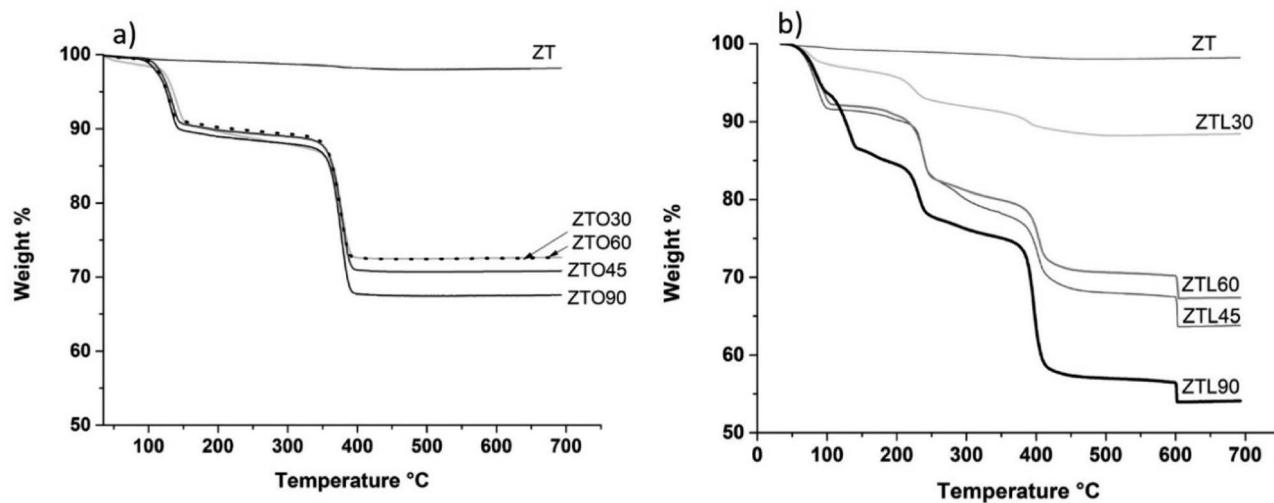 a)
100
90
80
70
60
50
Weight %
100
200
300
400
500
600
700
Temperature °C
ZT
ZTO30
ZTO60
ZTO45
ZTO90
b)
100
90
80
70
60
50
Weight %
0
100
200
300
400
500
600
700
Temperature °C
ZT
ZTL30
ZTL60
ZTL45
ZTL90